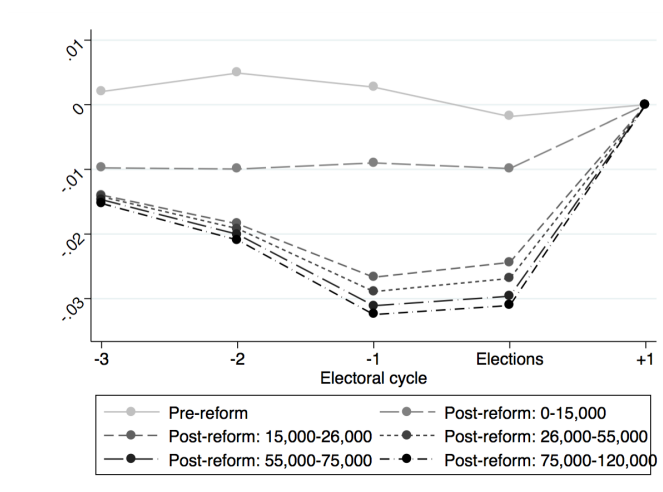 .01
0
-.01
-.02
-.03
-3 -2 -1 Elections +1
Electoral cycle
Pre-reform Post-reform: 0-15,000
Post-reform: 15,000-26,000 Post-reform: 26,000-55,000
Post-reform: 55,000-75,000 Post-reform: 75,000-120,000